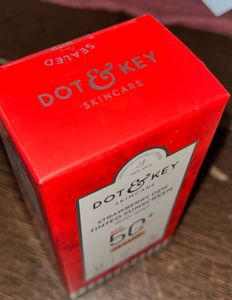 SEALED
DOT & KEY
SKINCARE
DOT & KEY
SKINCARE
STRAWBERRY DEW
TINTED SUNSCREEN
50+